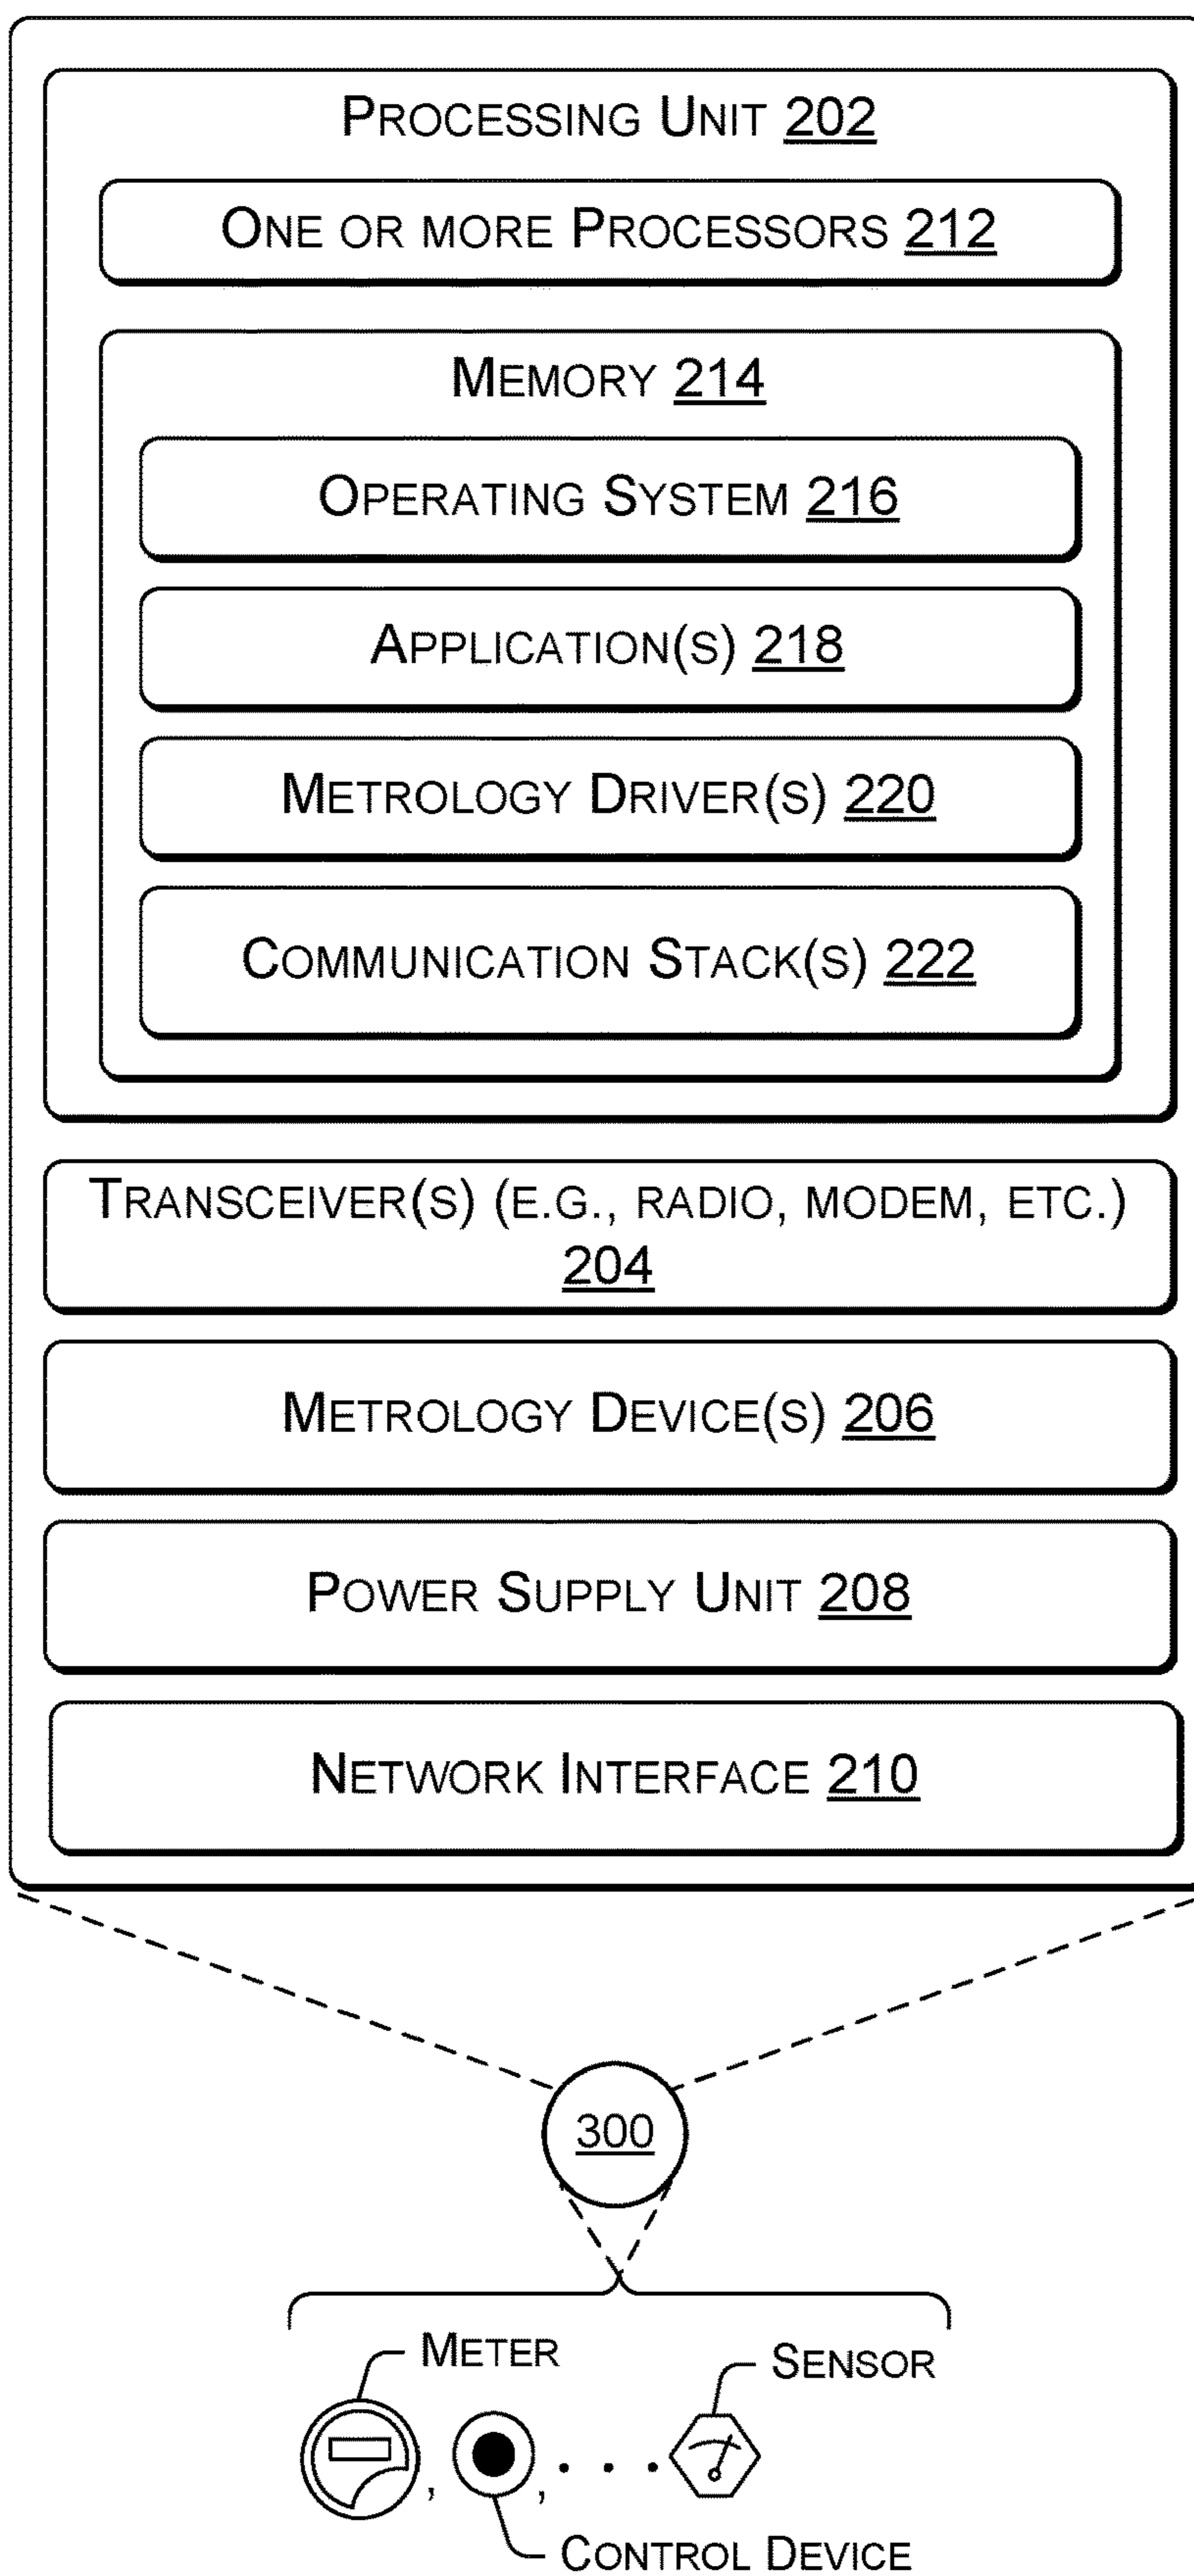 PROCESSING UNIT 202
ONE OR MORE PROCESSORS 212
MEMORY 214
OPERATING SYSTEM 216
APPLICATION(S) 218
METROLOGY DRIVER(S) 220
COMMUNICATION STACK(S) 222
TRANSCEIVER(S) (E.G., RADIO, MODEM, ETC.)
204
METROLOGY DEVICE(S) 206
POWER SUPPLY UNIT 208
NETWORK INTERFACE 210
300
METER
SENSOR
, , . . .
CONTROL DEVICE